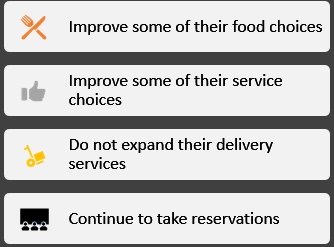 Improve some of their food choices
Improve some of their service
choices
Do not expand their delivery
services
Continue to take reservations